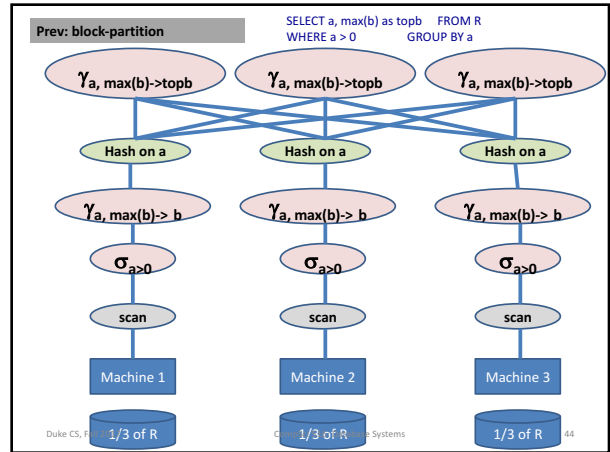 Prev: block-partition
SELECT a, max(b) as topb FROM R
WHERE a > 0 GROUP BY a
γa, max(b)->topb γa, max(b)->topb γa, max(b)->topb
Hash on a Hash on a Hash on a
γa, max(b)-> b γa, max(b)-> b γa, max(b)-> b
σa>0 σa>0 σa>0
scan scan scan
Machine 1 Machine 2 Machine 3
1/3 of R 1/3 of R 1/3 of R
Duke CS, Systems 44